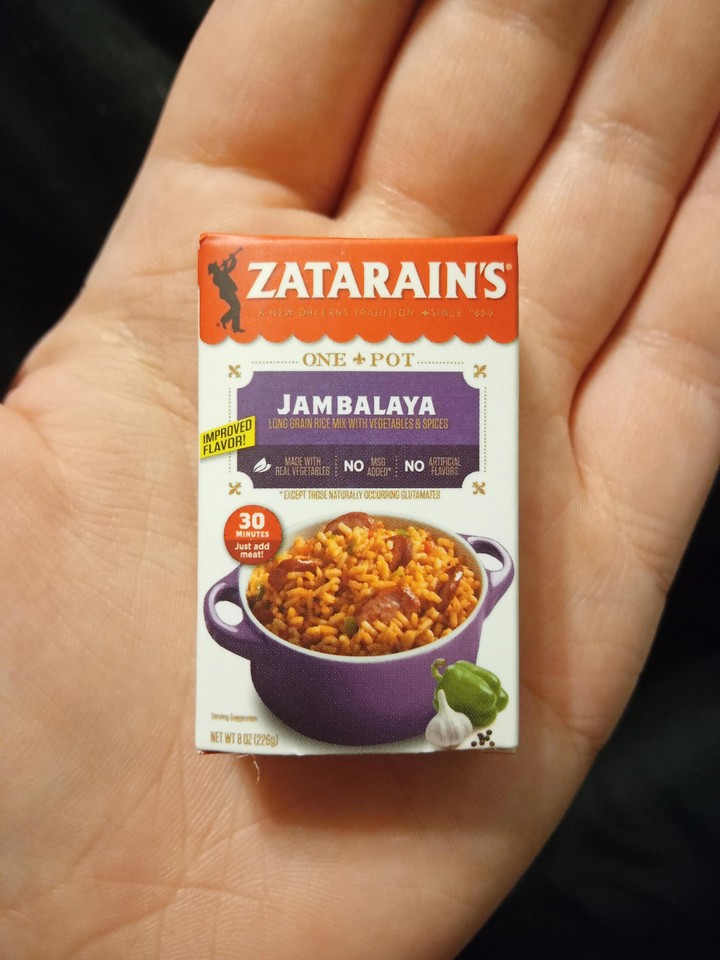 ZATARAIN'S®
A NEW ORLEANS TRADITION SINCE 1889
ONE POT
JAMBALAYA
LONG GRAIN RICE MIX WITH VEGETABLES & SPICES
IMPROVED
FLAVOR!
MADE WITH
REAL VEGETABLES
NO MSG
ADDED*
NO ARTIFICIAL
FLAVORS
*EXCEPT THOSE NATURALLY OCCURRING GLUTAMATES
30
MINUTES
Just add
meat!
Serving Suggestion
NET WT 8 OZ (226g)